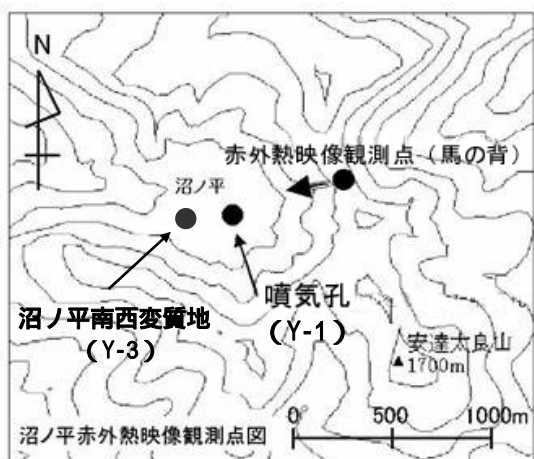 N
赤外熱映像観測点(馬の背)
沼ノ平
噴気孔
(Y-1)
沼ノ平南西変質地
(Y-3)
安達太良山
▲1700m
0 500 1000m
沼ノ平赤外熱映像観測点図